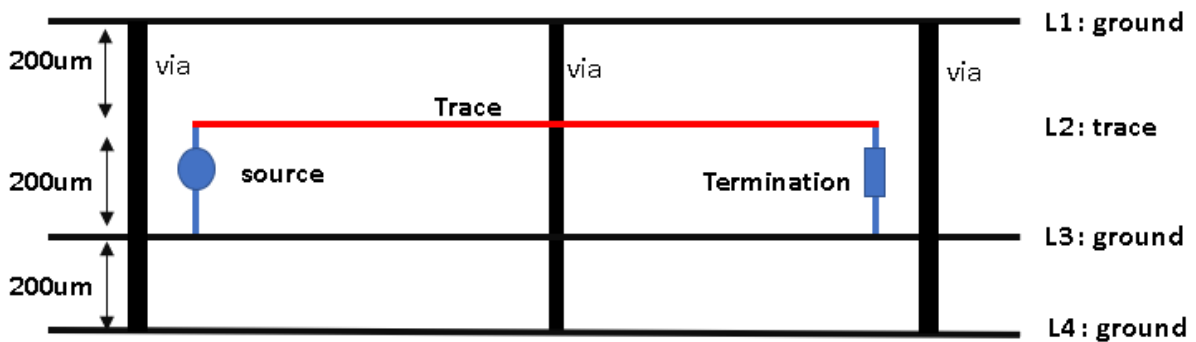 L1: ground
200um
via
via
via
Trace
L2: trace
200um
source
Termination
L3: ground
200um
L4: ground